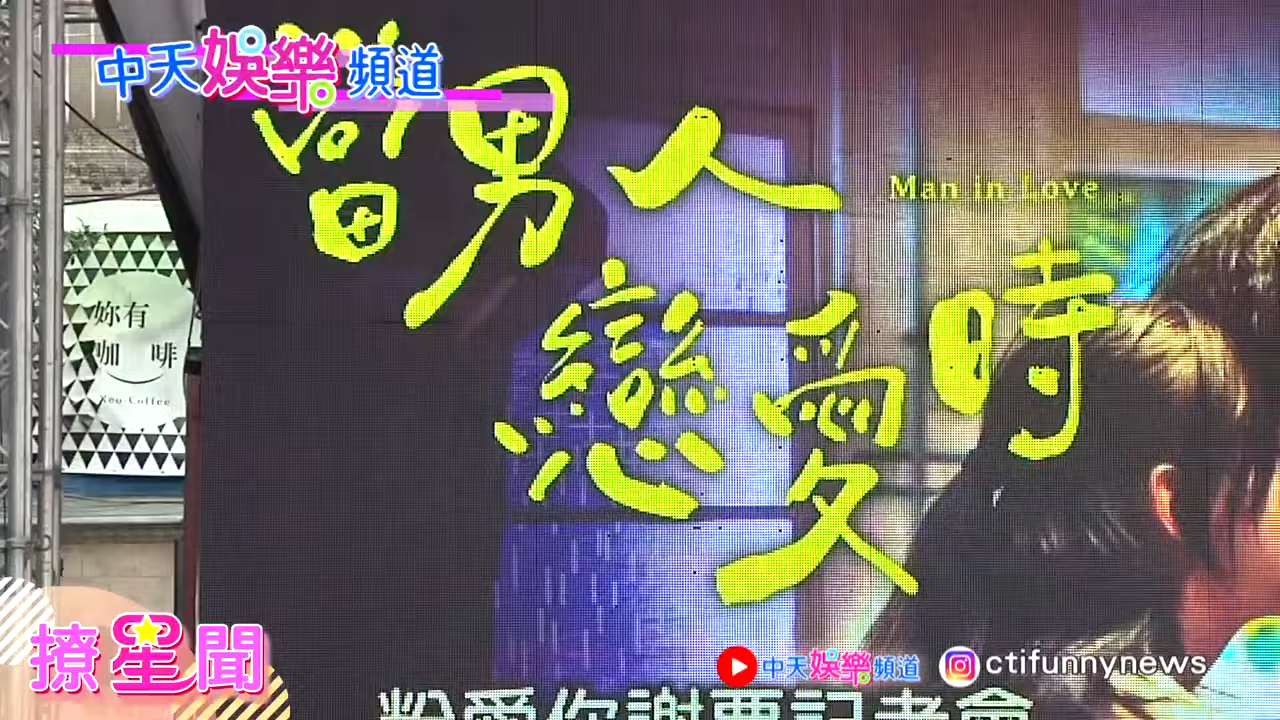 中天娛樂頻道
當男人
Man In Love
戀愛時
妳有
咖啡
Neo-Coffee
撩星聞
中天娛樂頻道
ctifunnynews